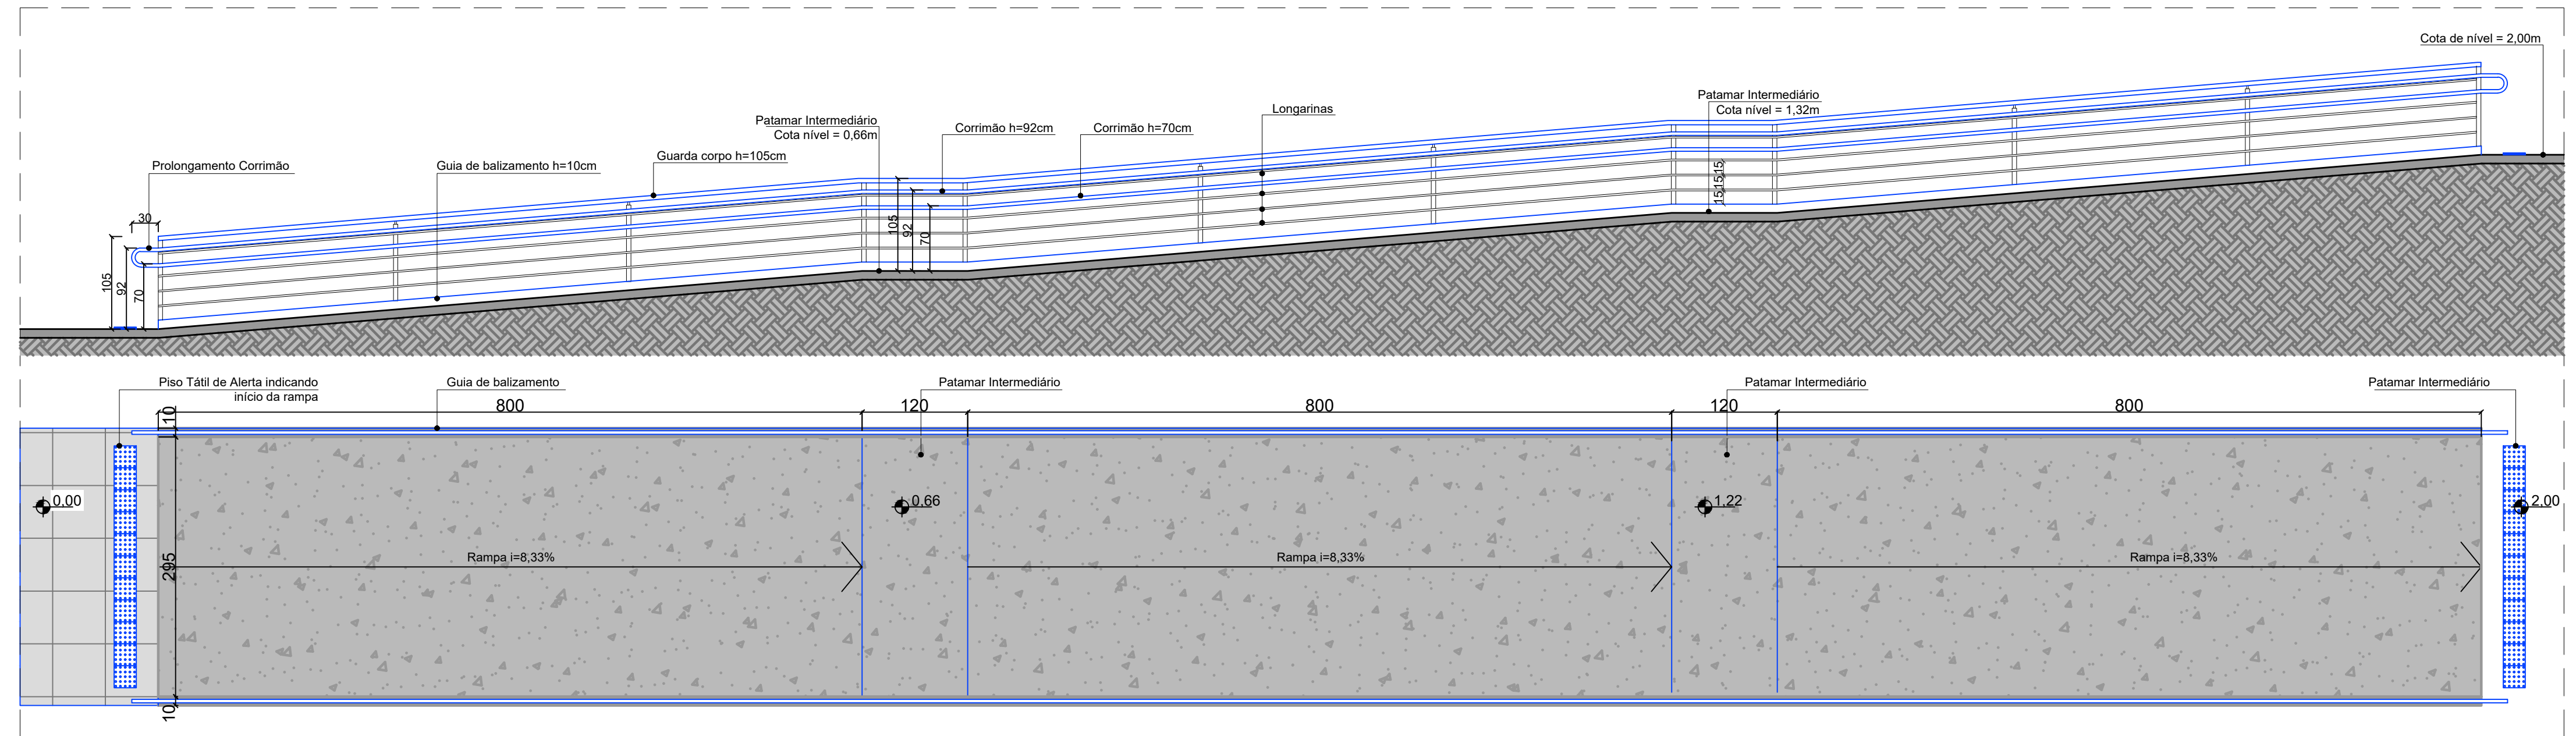 Cota de nível = 2,00m
Patamar Intermediário
Cota nível = 1,32m
Longarinas
Patamar Intermediário
Cota nível = 0,66m
Corrimão h=92cm
Corrimão h=70cm
Guarda corpo h=105cm
Prolongamento Corrimão
Guia de balizamento h=10cm
30
105
92
70
105
92
70
15
15
15
Piso Tátil de Alerta indicando
início da rampa
Guia de balizamento
Patamar Intermediário
Patamar Intermediário
Patamar Intermediário
10
800
120
800
120
800
0,00
0,66
1,22
2,00
295
Rampa i=8,33%
Rampa i=8,33%
Rampa i=8,33%
10